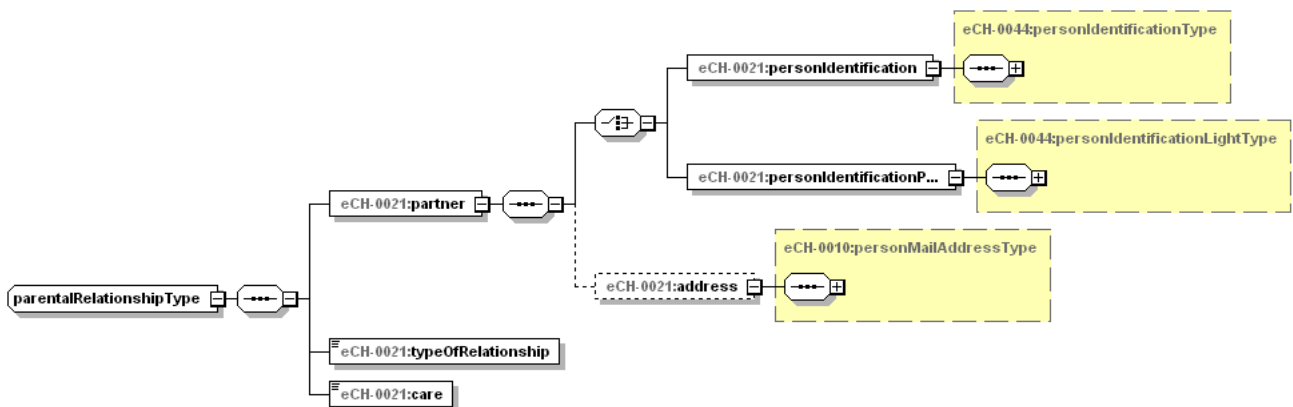 eCH-0044:personIdentificationType
eCH-0021:personIdentification
eCH-0044:personIdentificationLightType
eCH-0021:personIdentificationP...
eCH-0021:partner
eCH-0010:personMailAddressType
eCH-0021:address
parentalRelationshipType
eCH-0021:typeOfRelationship
eCH-0021:care